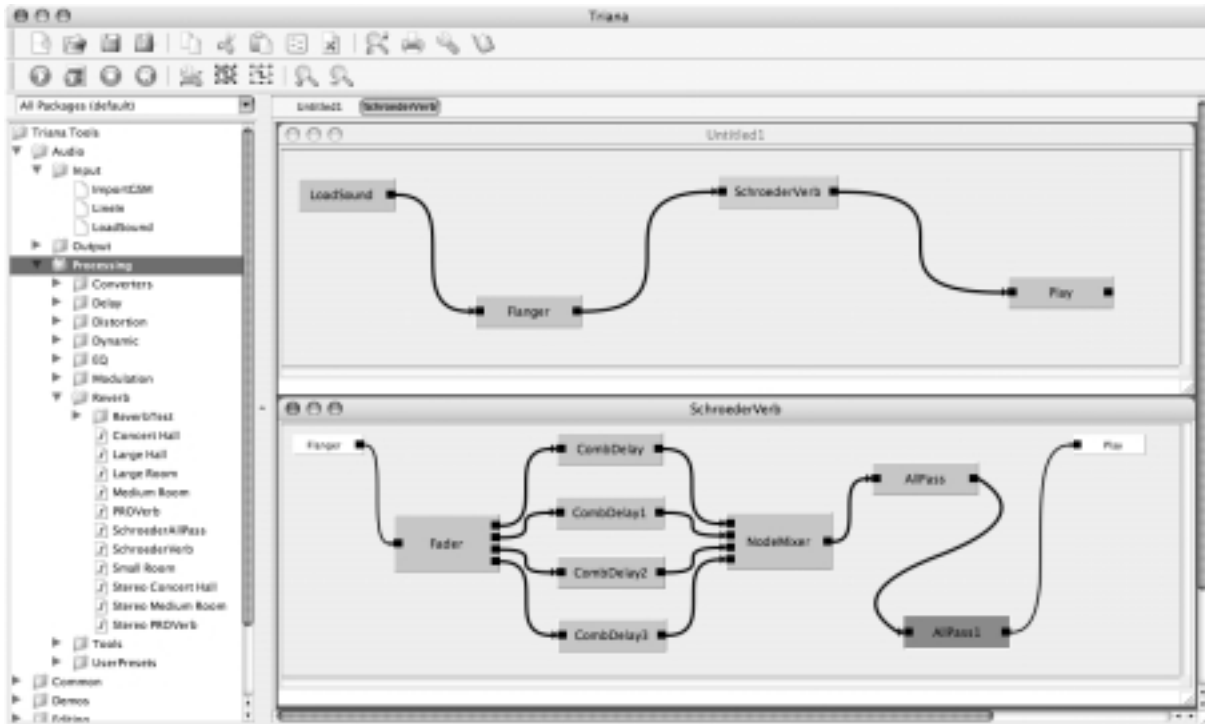 Triana
All Packages (default)
Untitled1
SchroederVerb
Triana Tools
Audio
Input
ImportGSM
LineIn
LoadSound
Output
Processing
Converters
Delay
Distortion
Dynamic
EQ
Modulation
Reverb
ReverbTest
Concert Hall
Large Hall
Large Room
Medium Room
PROVerb
SchroederAllPass
SchroederVerb
Small Room
Stereo Concert Hall
Stereo Medium Room
Stereo PROVerb
Tools
UserPresets
Common
Demos
Editing
Untitled1
LoadSound
SchroederVerb
Flanger
Play
SchroederVerb
Flanger
Play
CombDelay
AllPass
CombDelay1
Fader
NodeMixer
CombDelay2
CombDelay3
AllPass1